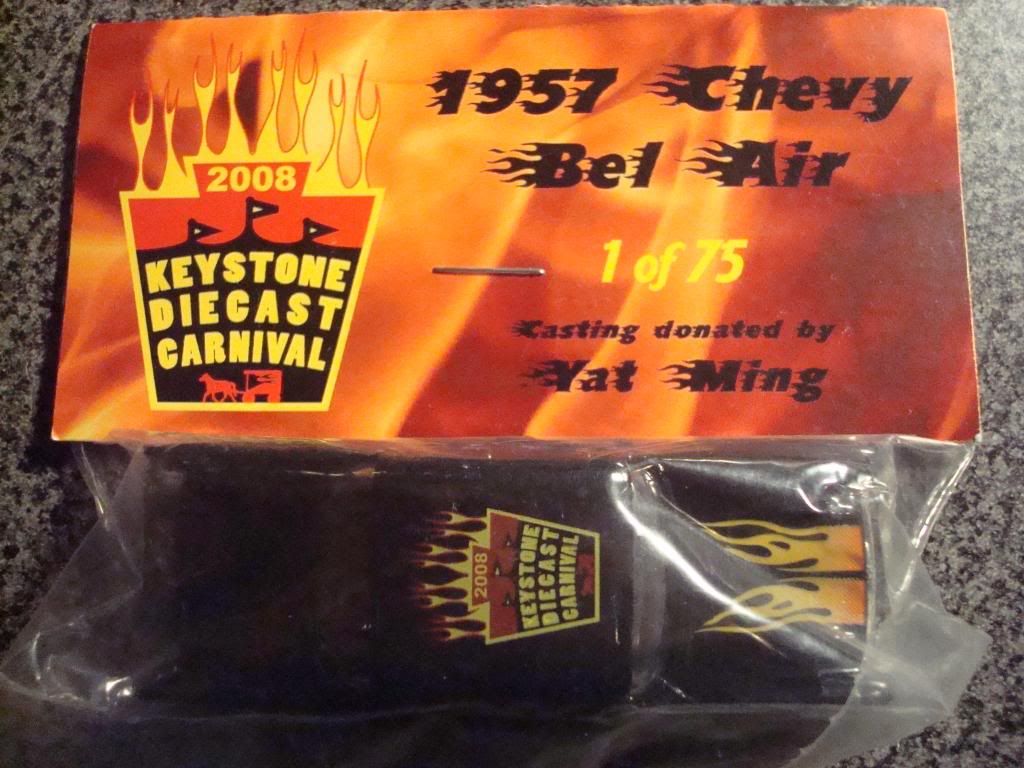 1957 Chevy
Bel Air
1 of 75
Casting donated by
Yat Ming
2008
KEYSTONE
DIECAST
CARNIVAL
2008
KEYSTONE
DIECAST
CARNIVAL